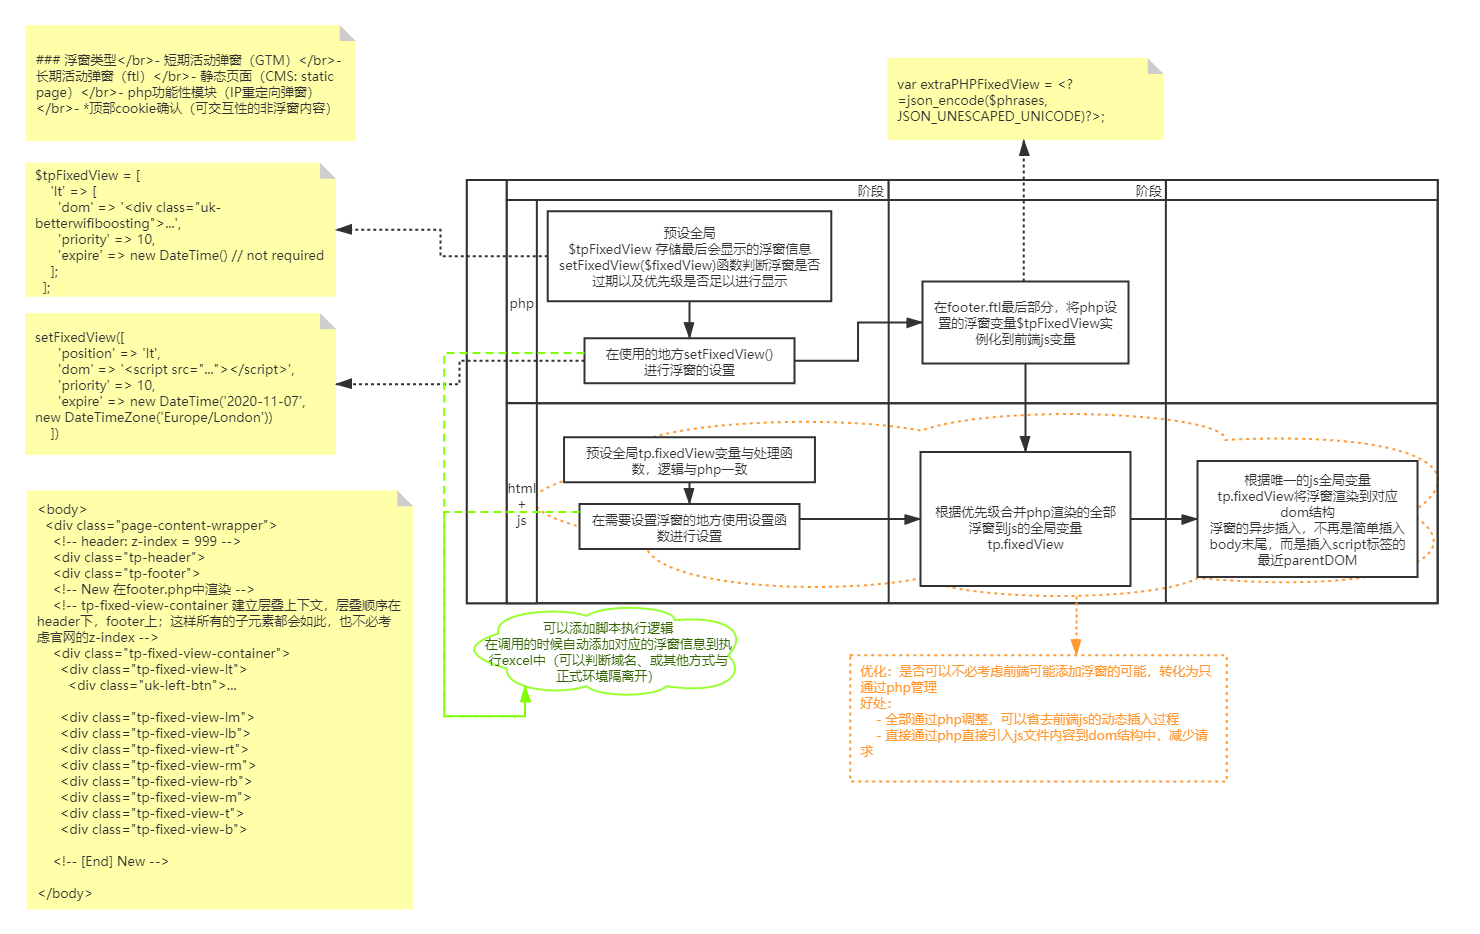 ### 浮窗类型</br>- 短期活动弹窗（GTM）</br>-
长期活动弹窗（ftl）</br>- 静态页面（CMS: static
page）</br>- php功能性模块（IP重定向弹窗）
</br>- *顶部cookie确认（可交互性的非浮窗内容）
var extraPHPFixedView = <?
=json_encode($phrases,
JSON_UNESCAPED_UNICODE)?>;
$tpFixedView = [
'lt' => [
'dom' => '<div class="uk-
betterwifiboosting">...',
'priority' => 10,
'expire' => new DateTime() // not required
];
];
setFixedView([
'position' => 'lt',
'dom' => '<script src="..."></script>',
'priority' => 10,
'expire' => new DateTime('2020-11-07',
new DateTimeZone('Europe/London'))
])
<body>
<div class="page-content-wrapper">
<!-- header: z-index = 999 -->
<div class="tp-header">
<div class="tp-footer">
<!-- New 在footer.php中渲染 -->
<!-- tp-fixed-view-container 建立层叠上下文，层叠顺序在
header下，footer上；这样所有的子元素都会如此，也不必考
虑官网的z-index -->
<div class="tp-fixed-view-container">
<div class="tp-fixed-view-lt">
<div class="uk-left-btn">...
<div class="tp-fixed-view-lm">
<div class="tp-fixed-view-lb">
<div class="tp-fixed-view-rt">
<div class="tp-fixed-view-rm">
<div class="tp-fixed-view-rb">
<div class="tp-fixed-view-m">
<div class="tp-fixed-view-t">
<div class="tp-fixed-view-b">
<!-- [End] New -->
</body>
阶段
阶段
php
预设全局
$tpFixedView 存储最后会显示的浮窗信息
setFixedView($fixedView)函数判断浮窗是否
过期以及优先级是否足以进行显示
在使用的地方setFixedView()
进行浮窗的设置
在footer.ftl最后部分，将php设
置的浮窗变量$tpFixedView实
例化到前端js变量
html
+
js
预设全局tp.fixedView变量与处理函
数，逻辑与php一致
在需要设置浮窗的地方使用设置函
数进行设置
根据优先级合并php渲染的全部
浮窗到js的全局变量
tp.fixedView
根据唯一的js全局变量
tp.fixedView将浮窗渲染到对应
dom结构
浮窗的异步插入，不再是简单插入
body末尾，而是插入script标签的
最近parentDOM
可以添加脚本执行逻辑
在调用的时候自动添加对应的浮窗信息到执
行excel中（可以判断域名、或其他方式与
正式环境隔离开）
优化：是否可以不必考虑前端可能添加浮窗的可能，转化为只
通过php管理
好处：
- 全部通过php调整，可以省去前端js的动态插入过程
- 直接通过php直接引入js文件内容到dom结构中，减少请
求